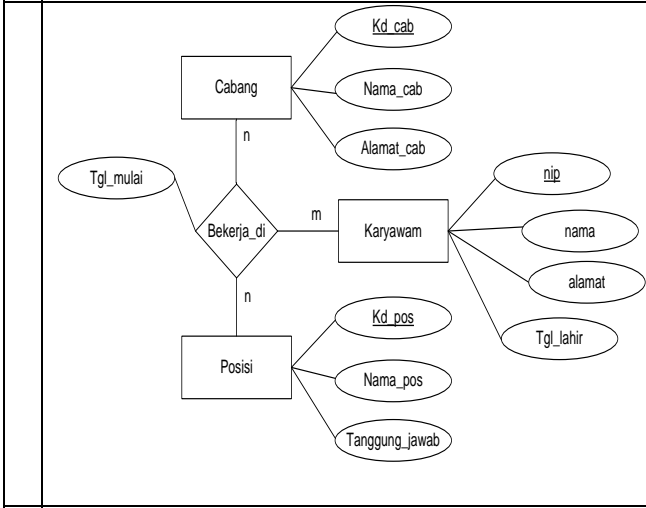 Kd_cab
Cabang
Nama_cab
n
Alamat_cab
Tgl_mulai
nip
m
Bekerja_di
Karyawam
nama
alamat
n
Kd_pos
Tgl_lahir
Posisi
Nama_pos
Tanggung_jawab